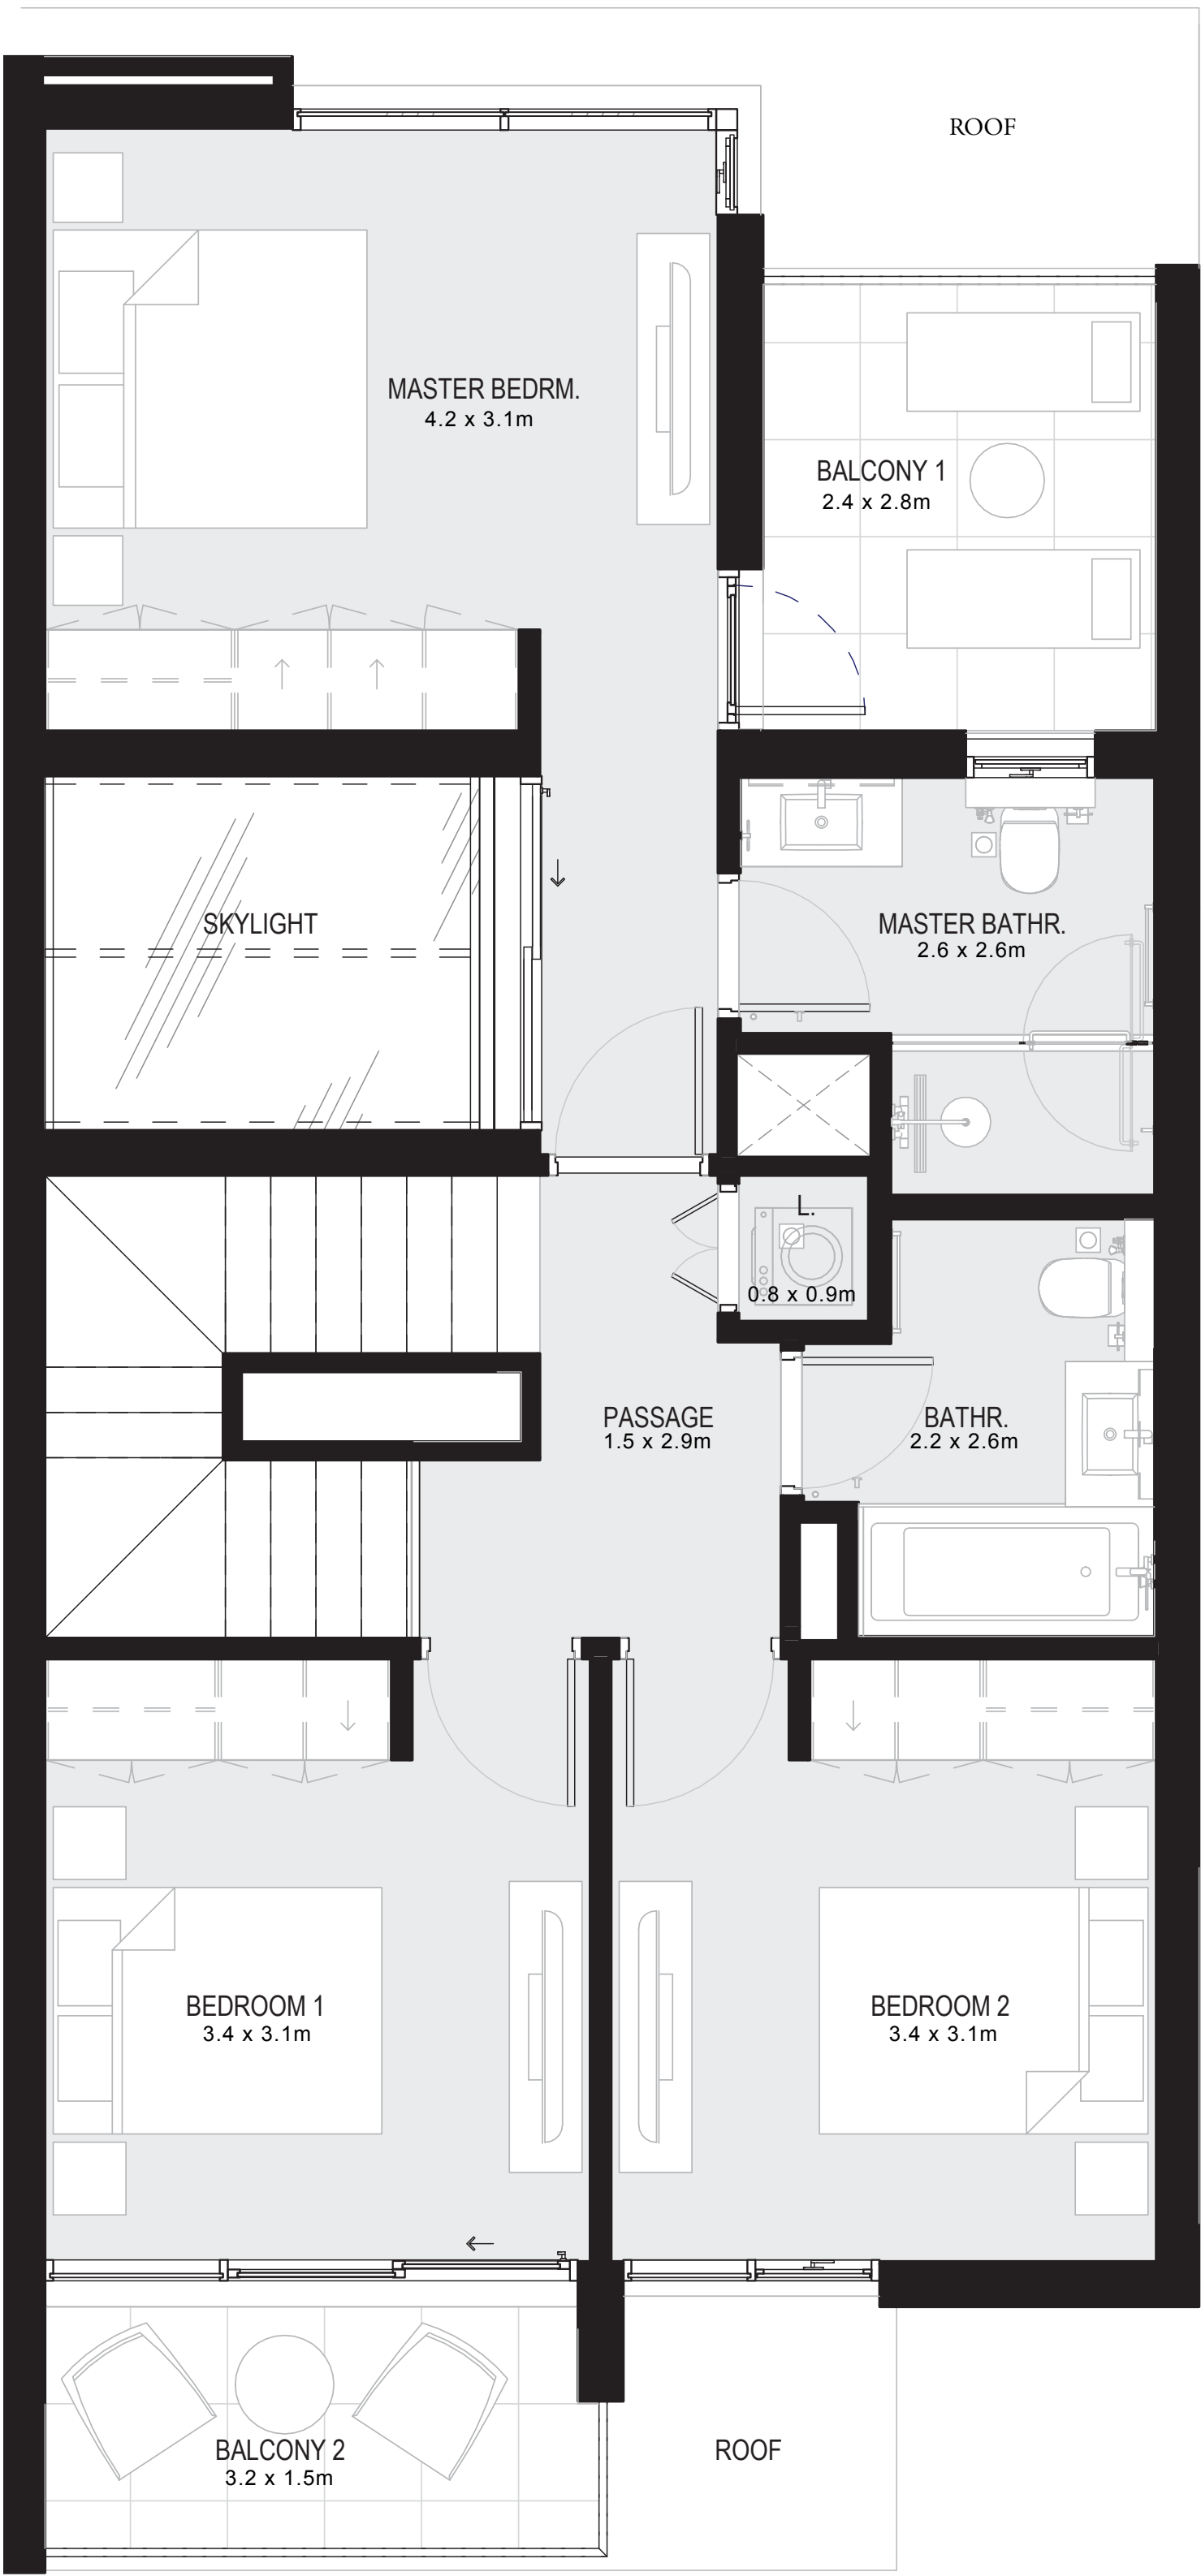 ROOF
MASTER BEDRM.
4.2 x 3.1m
BALCONY 1
2.4 x 2.8m
SKYLIGHT
MASTER BATHR.
2.6 x 2.6m
L.
0.8 x 0.9m
PASSAGE
1.5 x 2.9m
BATHR.
2.2 x 2.6m
BEDROOM 1
3.4 x 3.1m
BEDROOM 2
3.4 x 3.1m
BALCONY 2
3.2 x 1.5m
ROOF